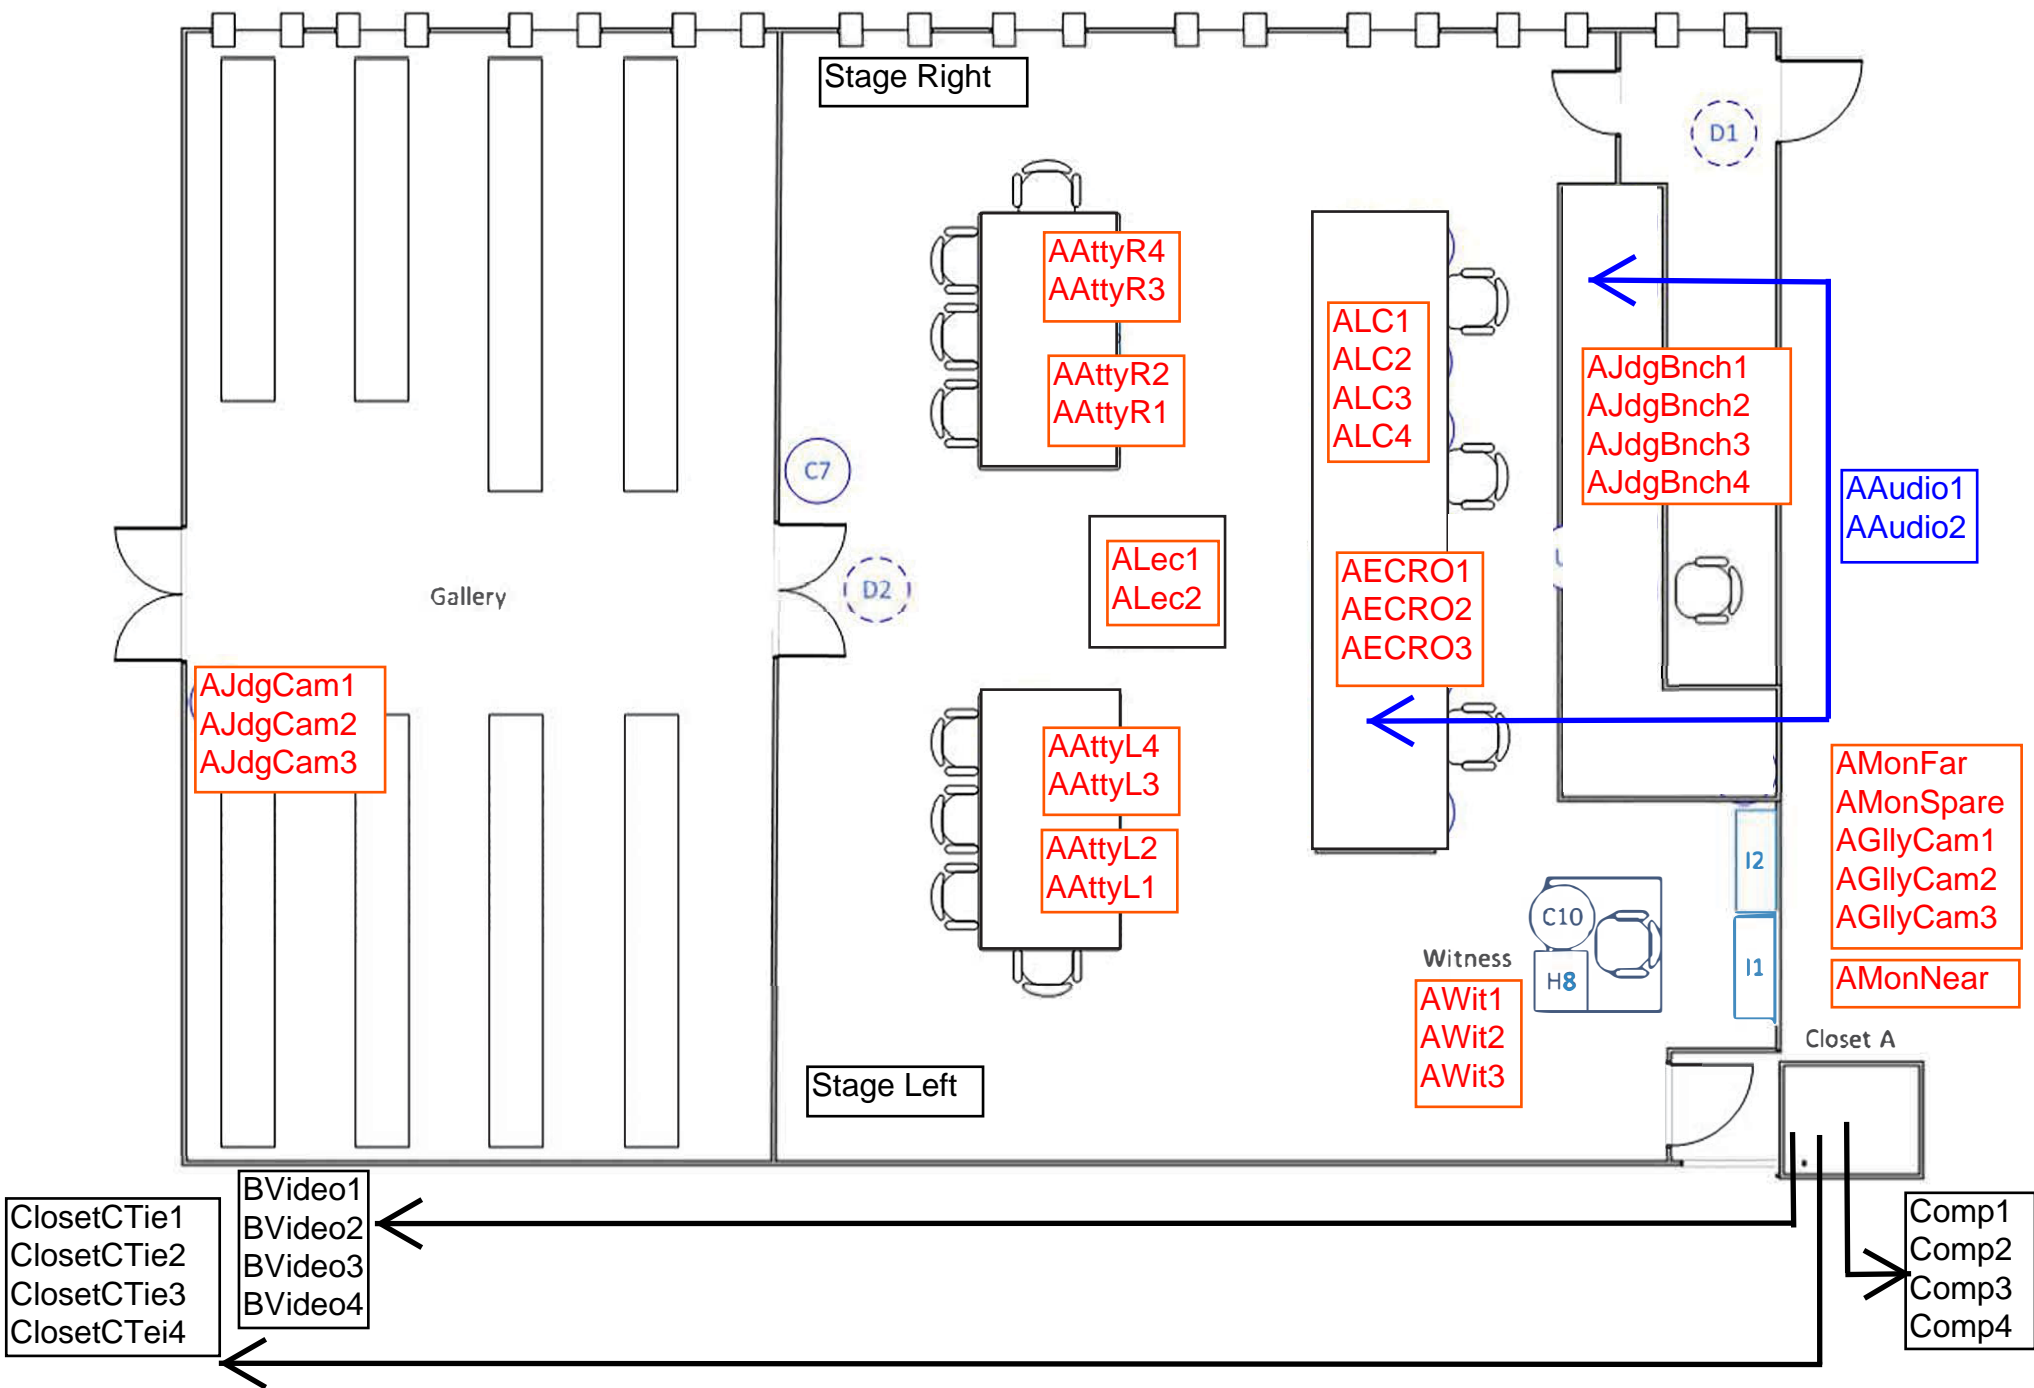 Stage Right
D1
AAttyR4
AAttyR3
AAttyR2
AAttyR1
ALC1
ALC2
ALC3
ALC4
AJdgBnch1
AJdgBnch2
AJdgBnch3
AJdgBnch4
C7
AAudio1
AAudio2
Gallery
D2
ALec1
ALec2
AECRO1
AECRO2
AECRO3
AJdgCam1
AJdgCam2
AJdgCam3
AAttyL4
AAttyL3
AAttyL2
AAttyL1
AMonFar
AMonSpare
AGllyCam1
AGllyCam2
AGllyCam3
I2
C10
Witness
H8
I1
AMonNear
AWit1
AWit2
AWit3
Closet A
Stage Left
BVideo1
BVideo2
BVideo3
BVideo4
ClosetCTie1
ClosetCTie2
ClosetCTie3
ClosetCTei4
Comp1
Comp2
Comp3
Comp4